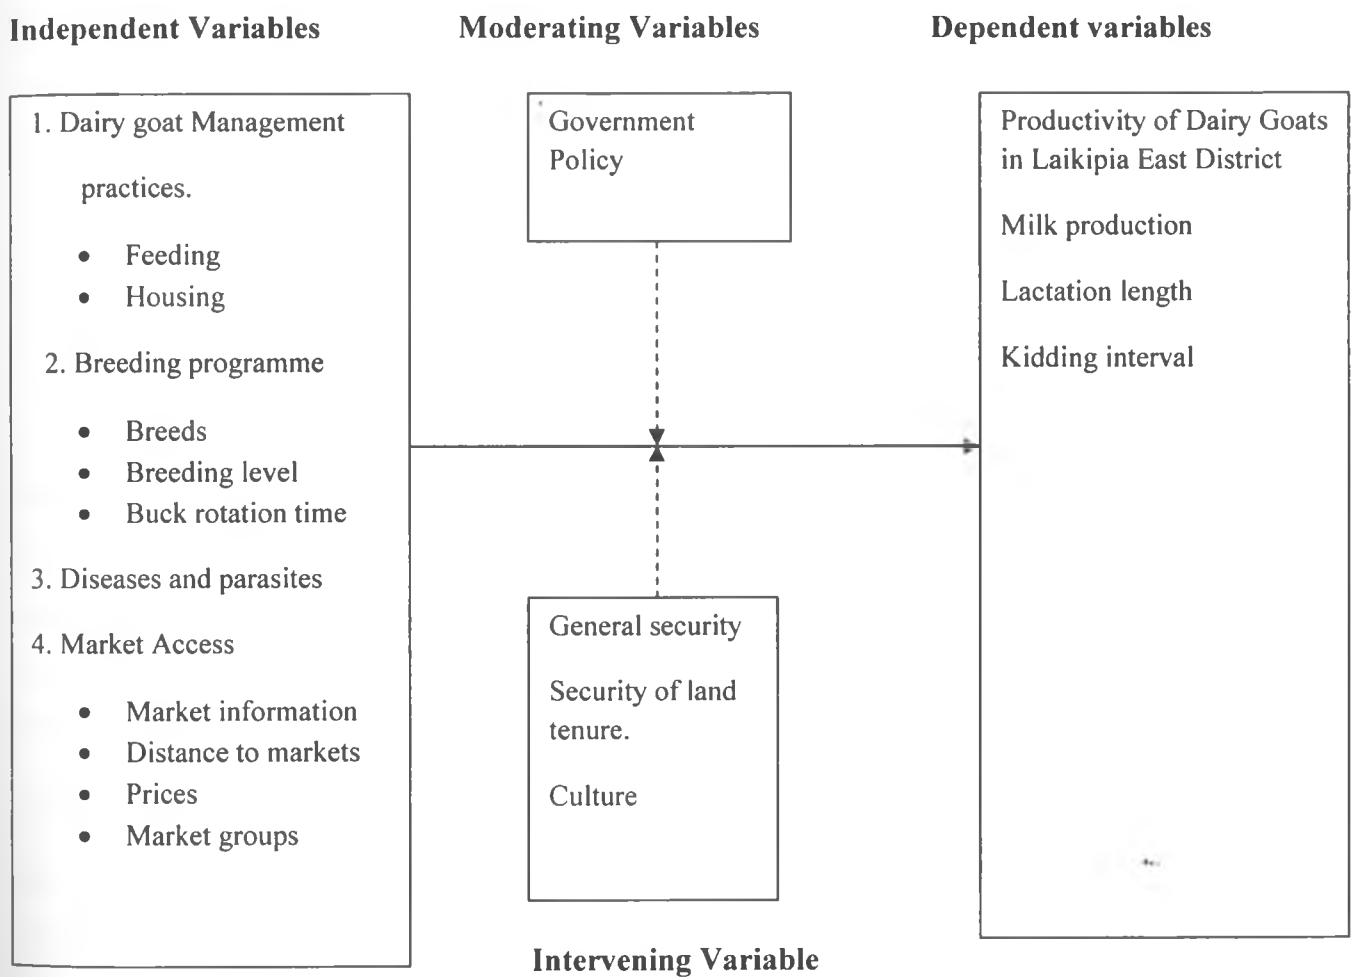 Independent Variables
Moderating Variables
Dependent variables
1. Dairy goat Management
practices.
• Feeding
• Housing
2. Breeding programme
• Breeds
• Breeding level
• Buck rotation time
3. Diseases and parasites
4. Market Access
• Market information
• Distance to markets
• Prices
• Market groups
Government
Policy
General security
Security of land
tenure.
Culture
Intervening Variable
Productivity of Dairy Goats
in Laikipia East District
Milk production
Lactation length
Kidding interval